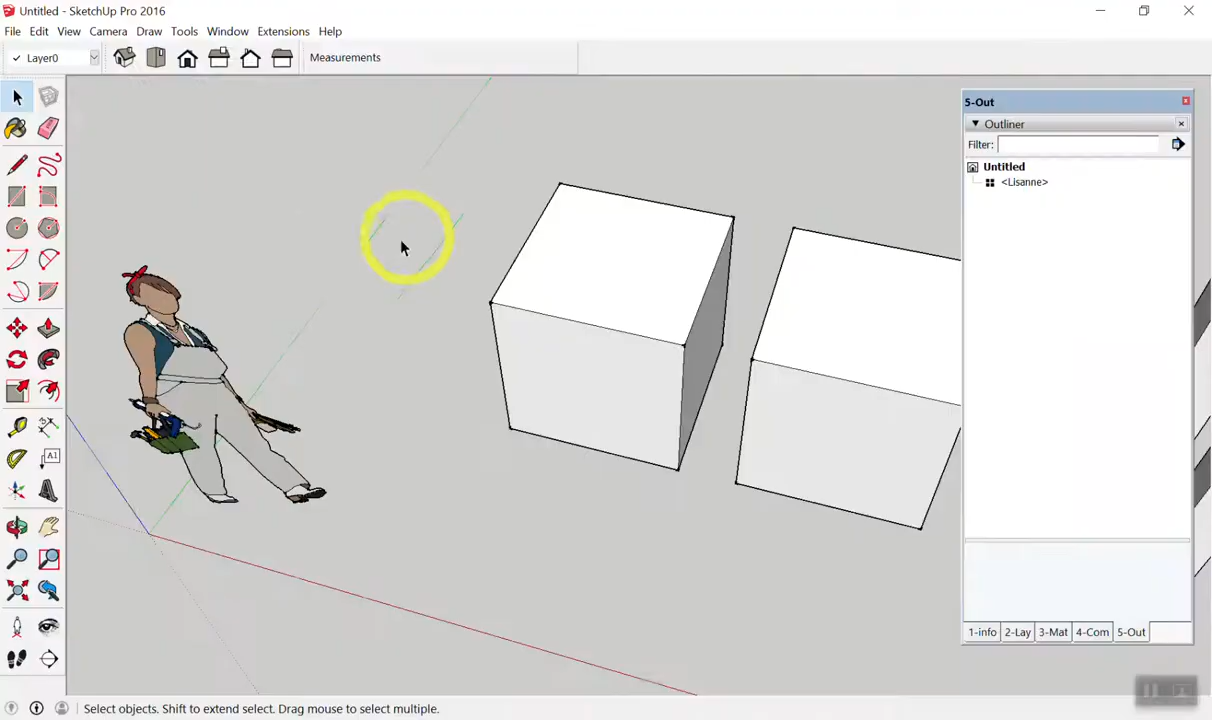 Untitled - SketchUp Pro 2016
File Edit View Camera Draw Tools Window Extensions Help
Layer0
Measurements
5-Out
Outliner
Filter:
Untitled
<Lisanne>
A1
1-info 2-Lay 3-Mat 4-Com 5-Out
Select objects. Shift to extend select. Drag mouse to select multiple.